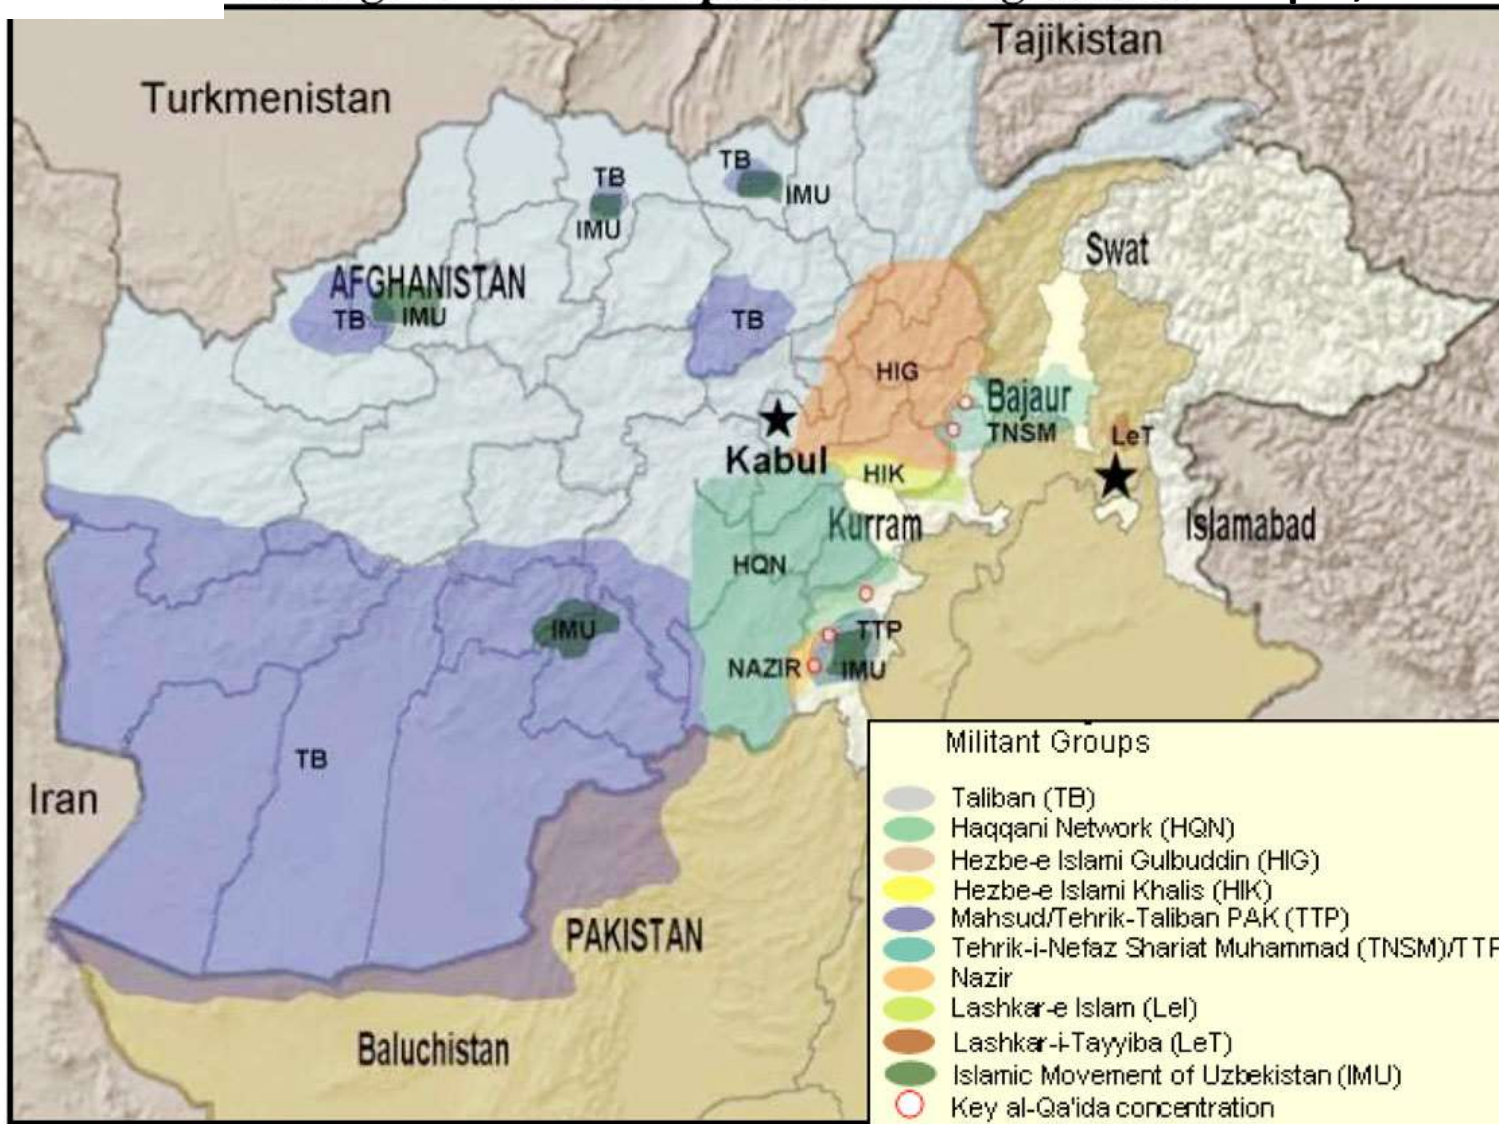 Tajikistan
Turkmenistan
TB
IMU
TB
IMU
Swat
AFGHANISTAN
TB
IMU
TB
HIG
Bajaur
TNSM
LeT
Kabul
HIK
Kurram
Islamabad
HQN
IMU
TTP
NAZIR
IMU
TB
Iran
PAKISTAN
Baluchistan
Militant Groups
Taliban (TB)
Haqqani Network (HQN)
Hezbe-e Islami Gulbuddin (HIG)
Hezbe-e Islami Khalis (HIK)
Mahsud/Tehrik-Taliban PAK (TTP)
Tehrik-i-Nefaz Shariat Muhammad (TNSM)/TTP
Nazir
Lashkar-e Islam (LeI)
Lashkar-i-Tayyiba (LeT)
Islamic Movement of Uzbekistan (IMU)
Key al-Qa'ida concentration